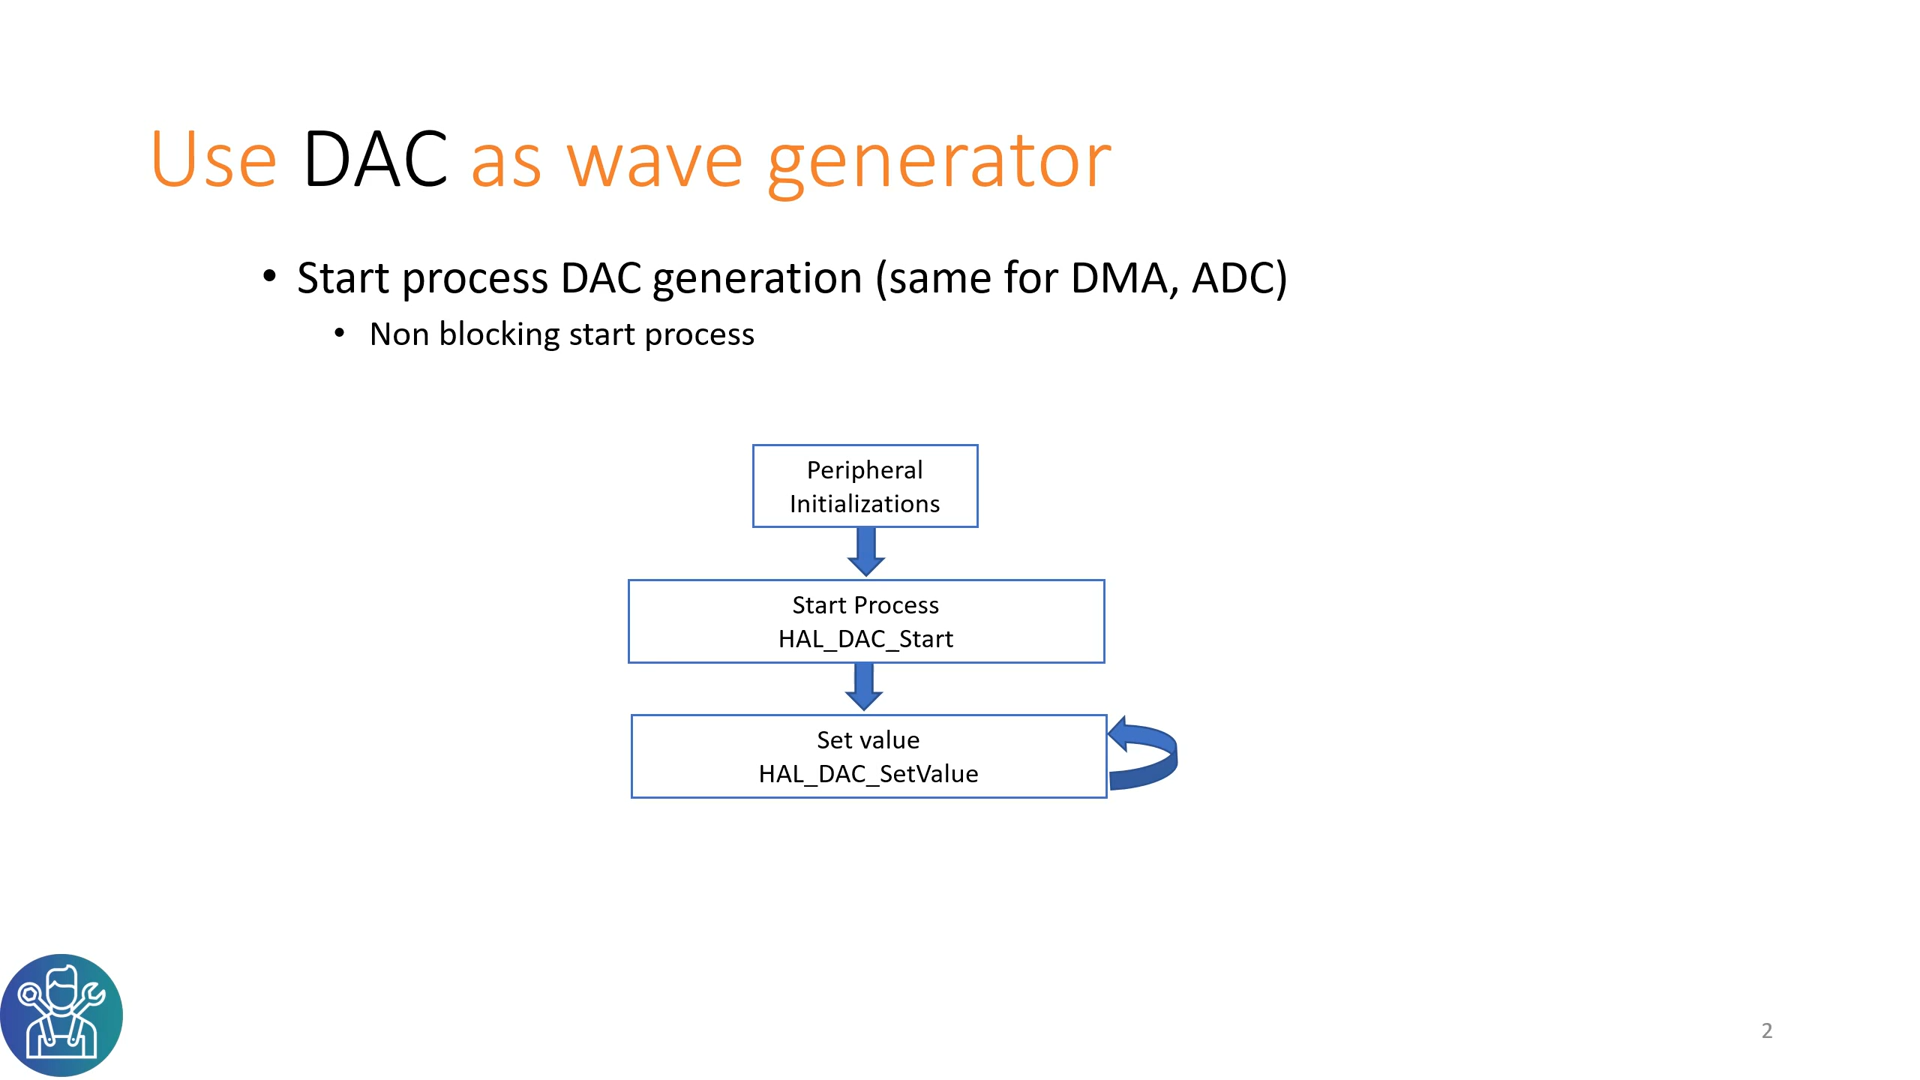 Use DAC as wave generator
• Start process DAC generation (same for DMA, ADC)
• Non blocking start process
Peripheral
Initializations
Start Process
HAL_DAC_Start
Set value
HAL_DAC_SetValue
2